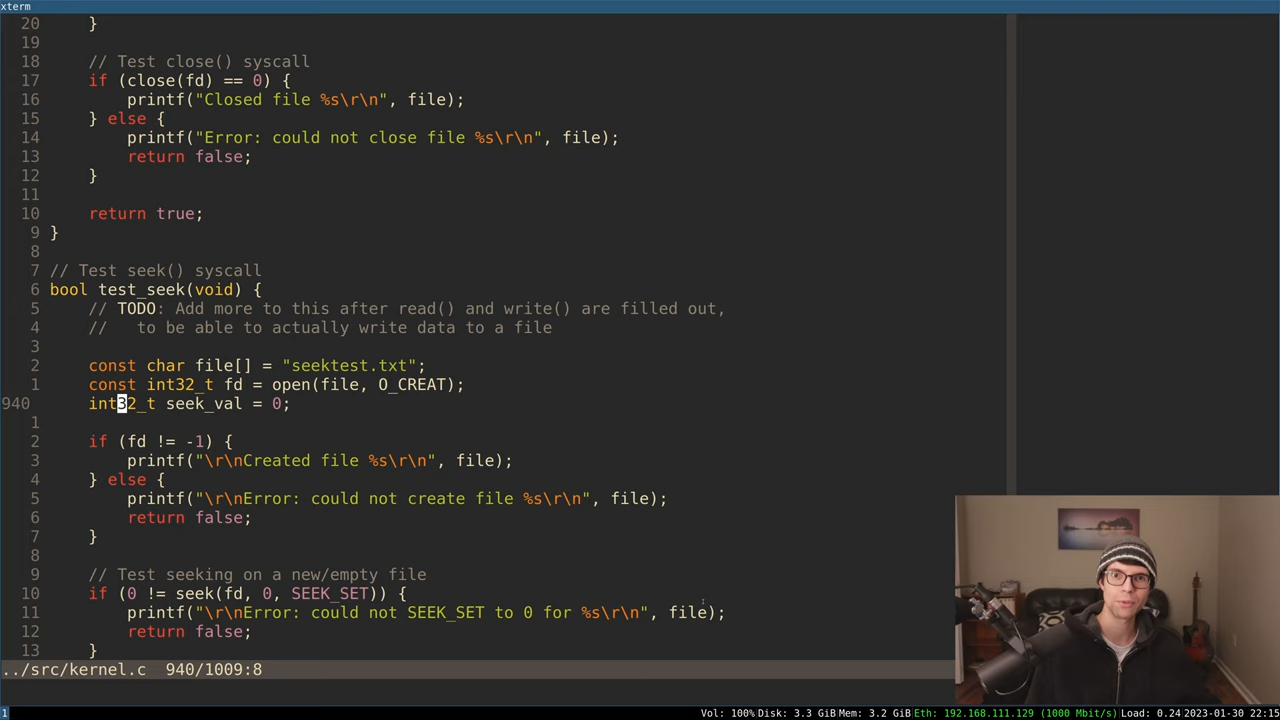 xterm
20     }
19
18     // Test close() syscall
17     if (close(fd) == 0) {
16         printf("Closed file %s\r\n", file);
15     } else {
14         printf("Error: could not close file %s\r\n", file);
13         return false;
12     }
11
10     return true;
9 }
8
7 // Test seek() syscall
6 bool test_seek(void) {
5     // TODO: Add more to this after read() and write() are filled out,
4     //   to be able to actually write data to a file
3
2     const char file[] = "seektest.txt";
1     const int32_t fd = open(file, O_CREAT);
940     int32_t seek_val = 0;
1
2     if (fd != -1) {
3         printf("\r\nCreated file %s\r\n", file);
4     } else {
5         printf("\r\nError: could not create file %s\r\n", file);
6         return false;
7     }
8
9     // Test seeking on a new/empty file
10     if (0 != seek(fd, 0, SEEK_SET)) {
11         printf("\r\nError: could not SEEK_SET to 0 for %s\r\n", file);
12         return false;
13     }
../src/kernel.c  940/1009:8
1 Vol: 100% Disk: 3.3 GiB Mem: 3.2 GiB Eth: 192.168.111.129 (1000 Mbit/s) Load: 0.24 2023-01-30 22:15